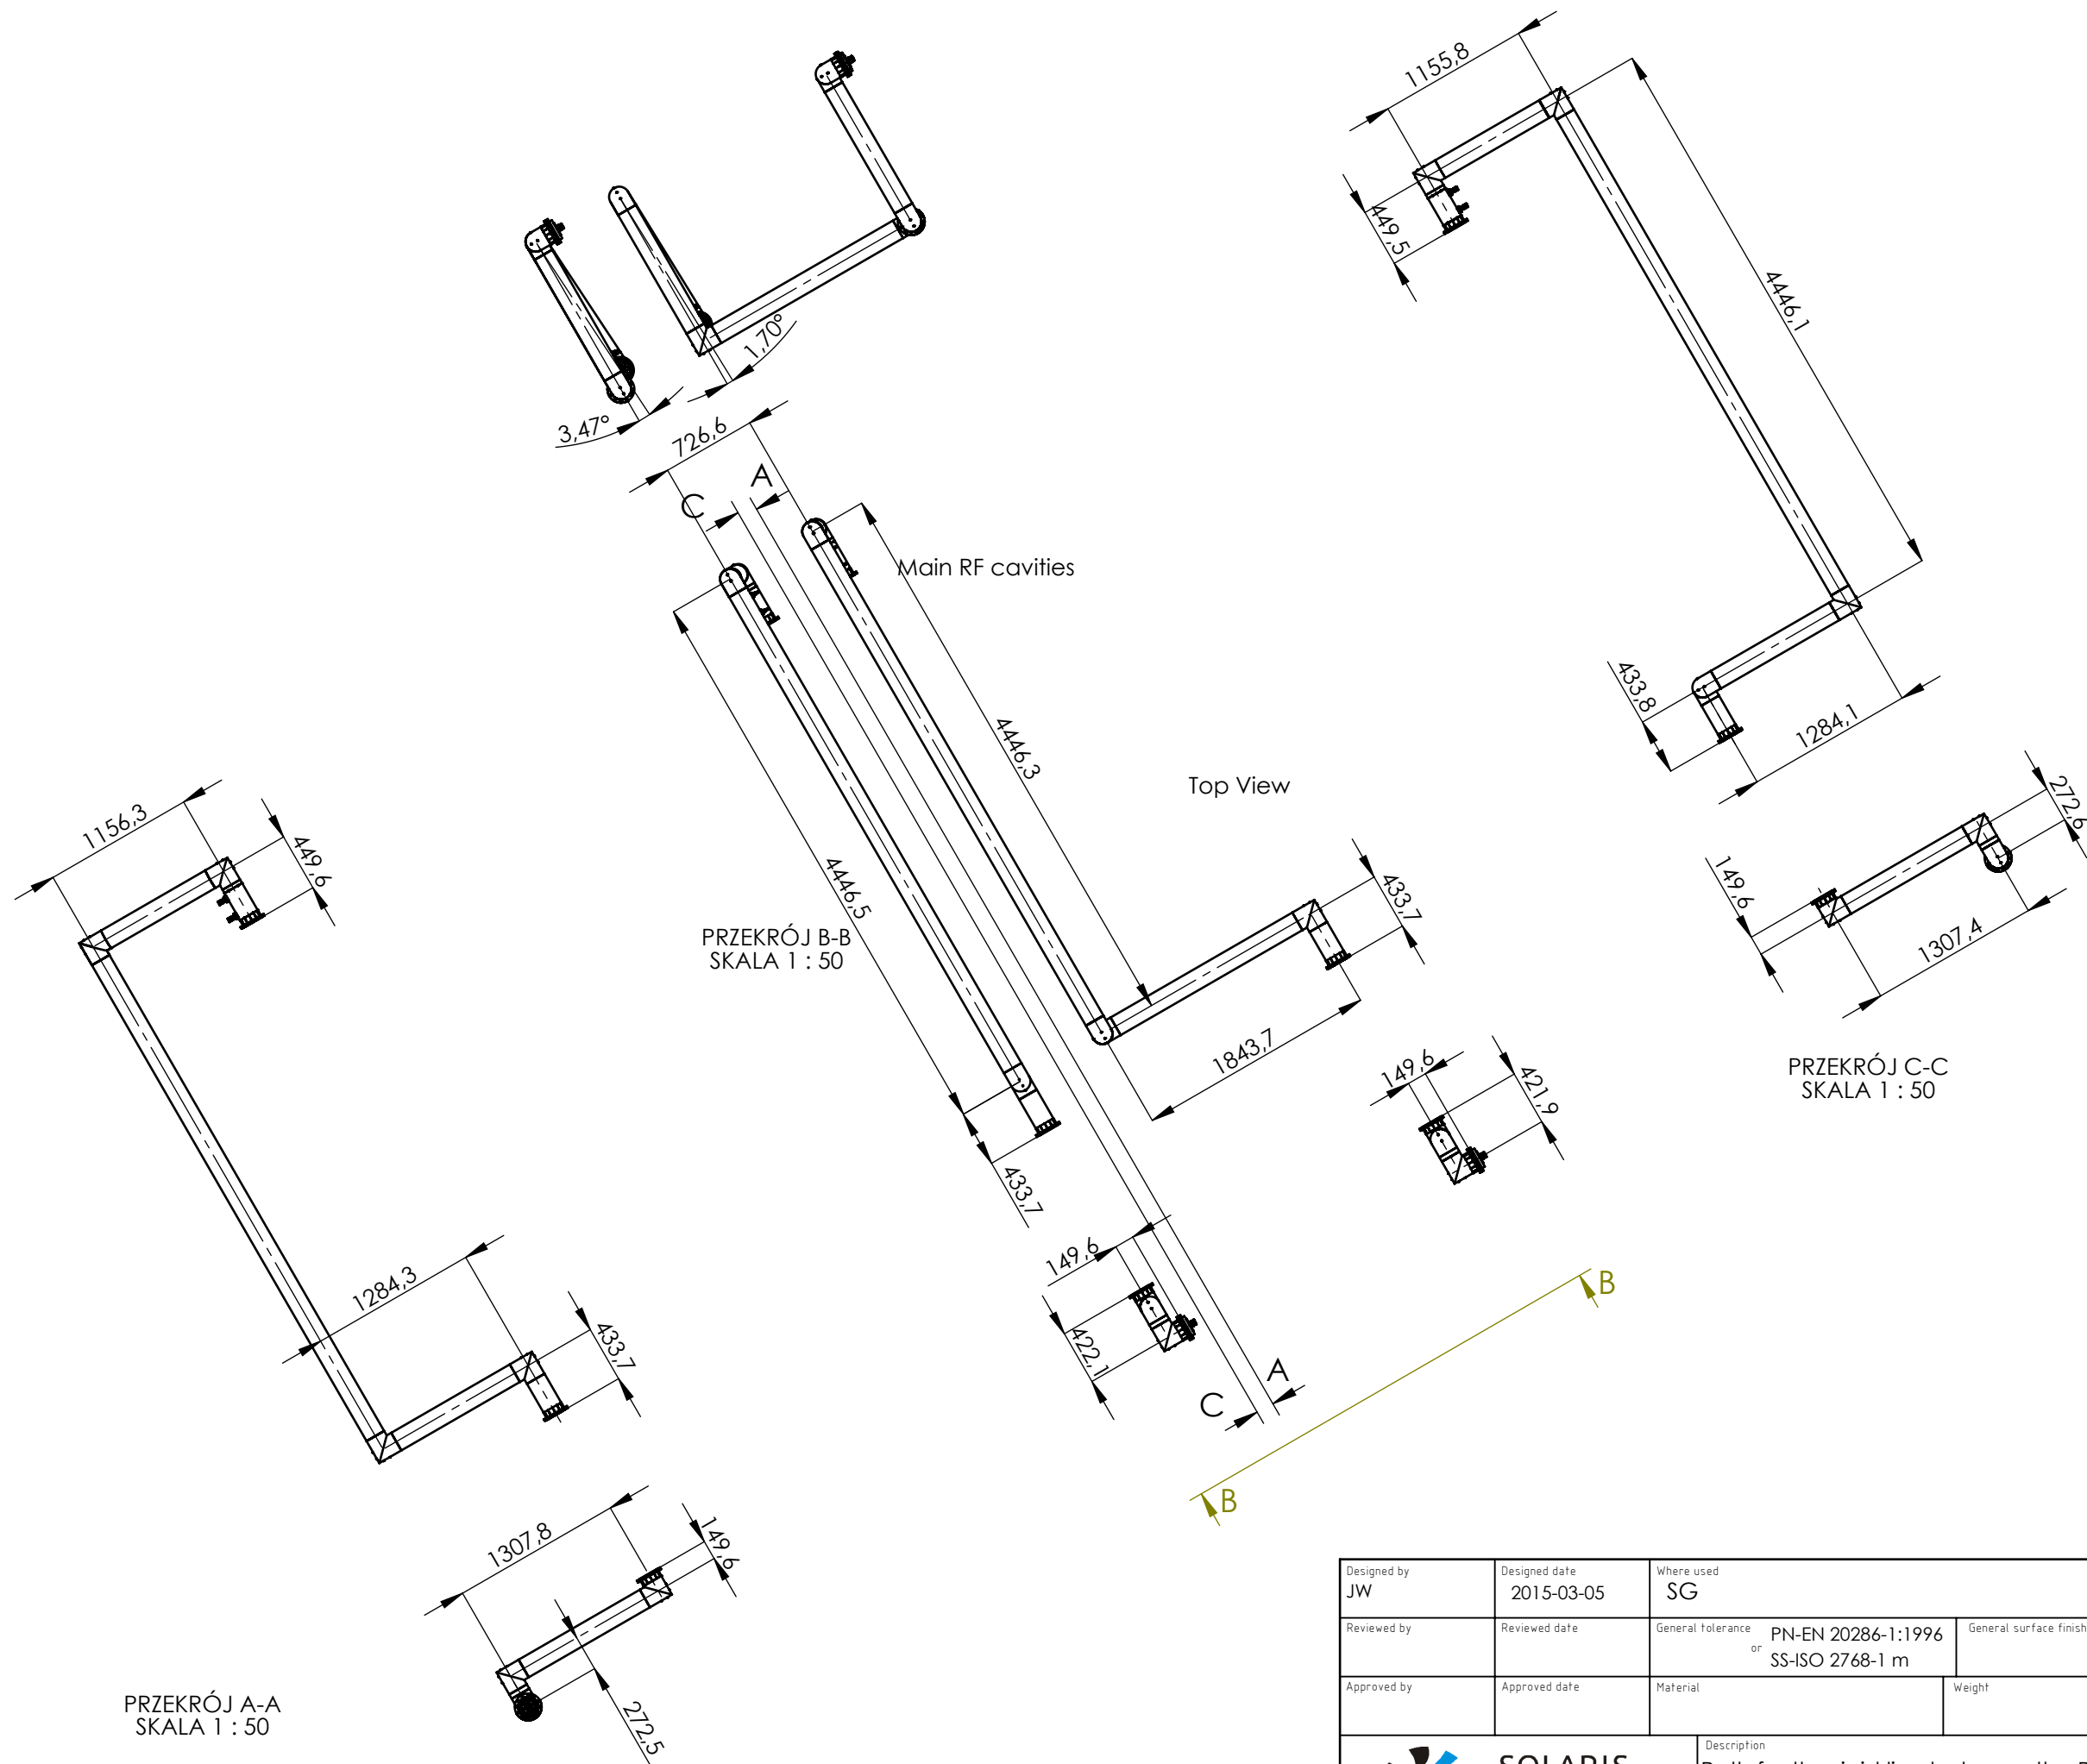 1155,8
449,5
4446,1
1,70°
3,47°
726,6
A
C
Main RF cavities
4446,3
433,8
1284,1
Top View
272,6
149,6
1307,4
1156,3
449,6
4446,5
PRZEKRÓJ B-B
SKALA 1 : 50
433,7
1843,7
PRZEKRÓJ C-C
SKALA 1 : 50
149,6
421,9
433,7
149,6
422,1
1284,3
433,7
B
A
C
B
1307,8
149,6
272,5
PRZEKRÓJ A-A
SKALA 1 : 50
Designed by
JW
Designed date
2015-03-05
Where used
SG
Reviewed by
Reviewed date
General tolerance
PN-EN 20286-1:1996
or
SS-ISO 2768-1 m
General surface finish
Approved by
Approved date
Material
Weight
SOLARIS
Description